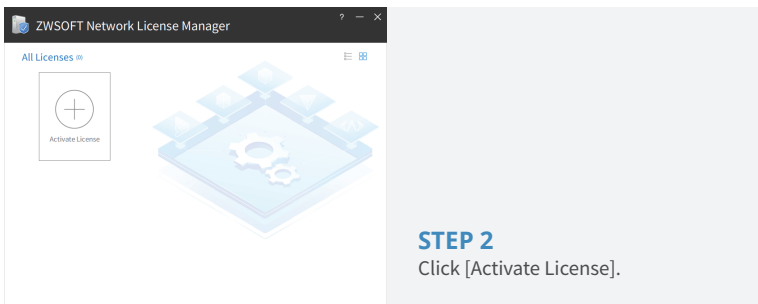 ZWSOFT Network License Manager
?
All Licenses (0)
Activate License
STEP 2
Click [Activate License].